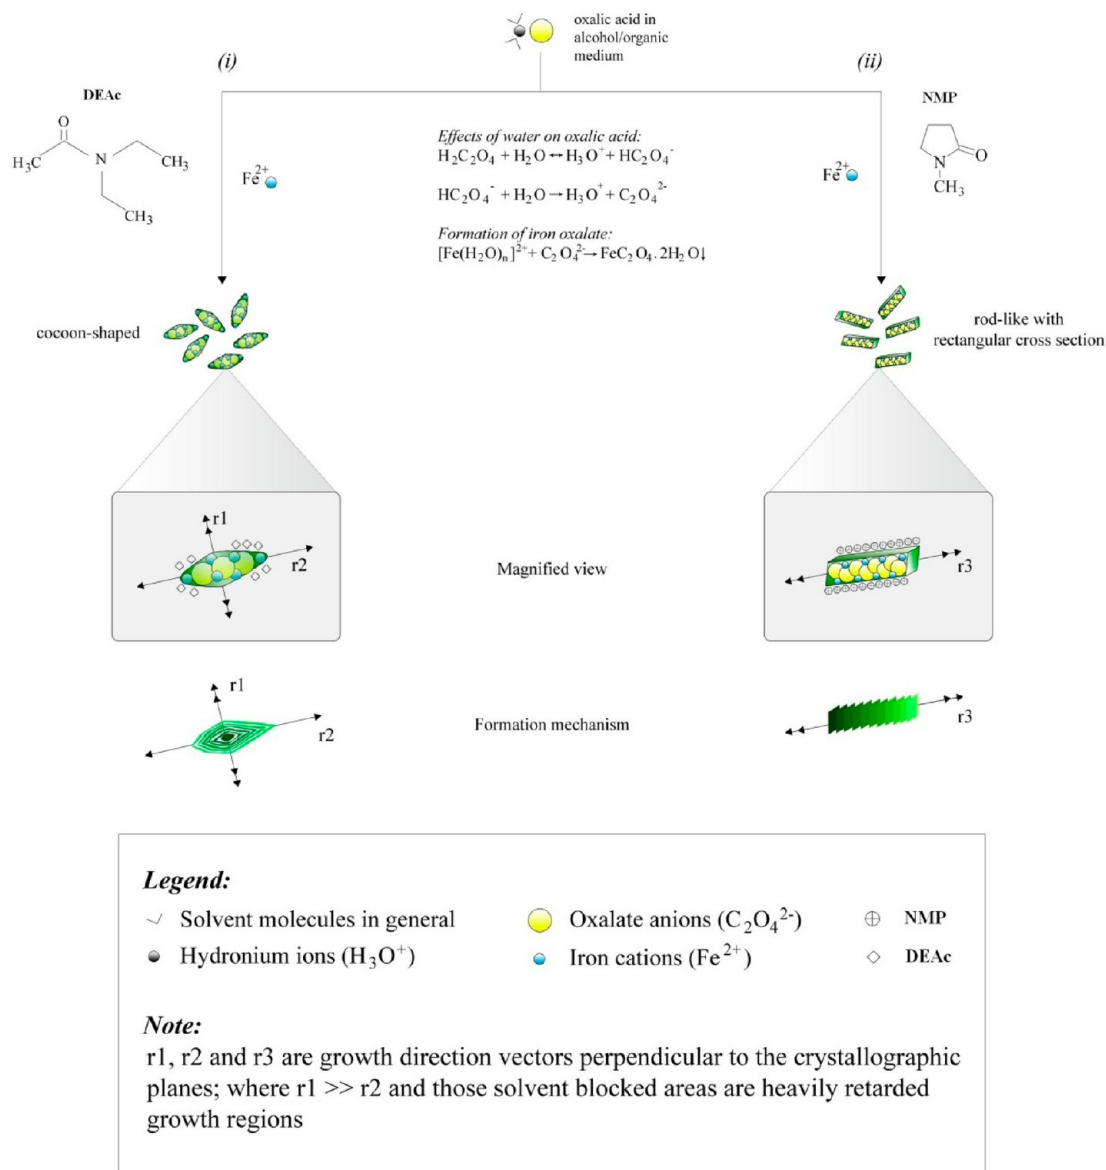 oxalic acid in
alcohol/organic
medium
(i)
(ii)
DEAc
NMP
O
H3C
N
CH3
CH3
N
O
CH3
Fe2+
Fe2+
Effects of water on oxalic acid:
H2C2O4 + H2O ↔ H3O+ + HC2O4-
HC2O4- + H2O → H3O+ + C2O42-
Formation of iron oxalate:
[Fe(H2O)n]2+ + C2O42- → FeC2O4.2H2O↓
cocoon-shaped
rod-like with
rectangular cross section
r1
r2
Magnified view
r3
r1
r2
Formation mechanism
r3
Legend:
Solvent molecules in general
Oxalate anions (C2O42-)
NMP
Hydronium ions (H3O+)
Iron cations (Fe2+)
DEAc
Note:
r1, r2 and r3 are growth direction vectors perpendicular to the crystallographic
planes; where r1 >> r2 and those solvent blocked areas are heavily retarded
growth regions